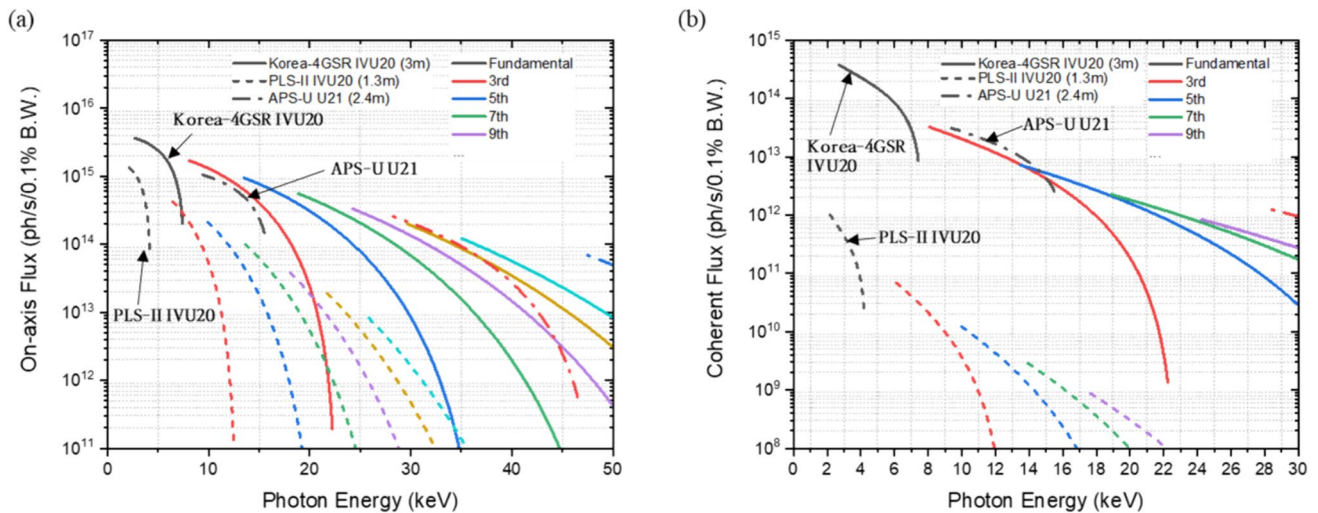 (a)
On-axis Flux (ph/s/0.1% B.W.)
10^17
10^16
10^15
10^14
10^13
10^12
10^11
Korea-4GSR IVU20 (3m)
PLS-II IVU20 (1.3m)
APS-U U21 (2.4m)
Fundamental
3rd
5th
7th
9th
Korea-4GSR IVU20
APS-U U21
PLS-II IVU20
0 10 20 30 40 50
Photon Energy (keV)
(b)
Coherent Flux (ph/s/0.1% B.W.)
10^15
10^14
10^13
10^12
10^11
10^10
10^9
10^8
Korea-4GSR IVU20 (3m)
PLS-II IVU20 (1.3m)
APS-U U21 (2.4m)
Fundamental
3rd
5th
7th
9th
...
Korea-4GSR
IVU20
APS-U U21
PLS-II IVU20
0 2 4 6 8 10 12 14 16 18 20 22 24 26 28 30
Photon Energy (keV)